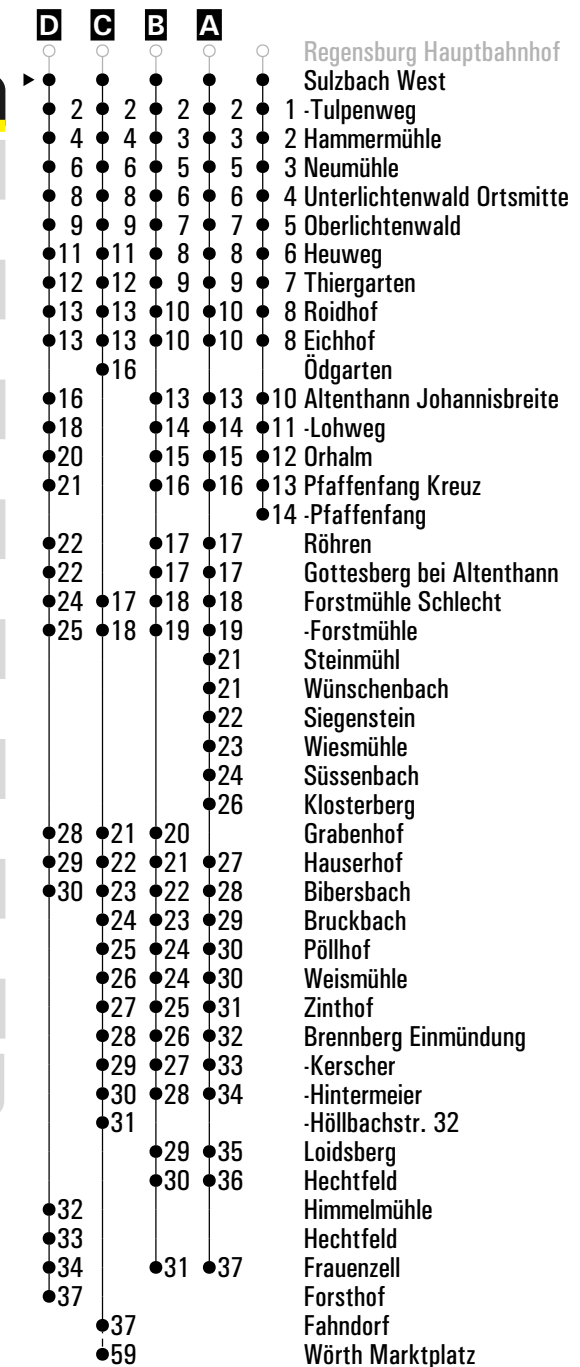 D C B A
Regensburg Hauptbahnhof
Sulzbach West
2 2 2 2 1 -Tulpenweg
4 4 3 3 2 Hammermühle
6 6 5 5 3 Neumühle
8 8 6 6 4 Unterlichtenwald Ortsmitte
9 9 7 7 5 Oberlichtenwald
11 11 8 8 6 Heuweg
12 12 9 9 7 Thiergarten
13 13 10 10 8 Roidhof
13 13 10 10 8 Eichhof
16 Ödgarten
16 13 13 10 Altenthann Johannisbreite
18 14 14 11 -Lohweg
20 15 15 12 Orhalm
21 16 16 13 Pfaffenfang Kreuz
14 -Pfaffenfang
22 17 17 Röhren
22 17 17 Gottesberg bei Altenthann
24 17 18 18 Forstmühle Schlecht
25 18 19 19 -Forstmühle
21 Steinmühl
21 Wünschenbach
22 Siegenstein
23 Wiesmühle
24 Süssenbach
26 Klosterberg
28 21 20 Grabenhof
29 22 21 27 Hauserhof
30 23 22 28 Bibersbach
24 23 29 Bruckbach
25 24 30 Pöllhof
26 24 30 Weismühle
27 25 31 Zinthof
28 26 32 Brennberg Einmündung
29 27 33 -Kerscher
30 28 34 -Hintermeier
31 -Höllbachstr. 32
29 35 Loidsberg
30 36 Hechtfeld
32 Himmelmühle
33 Hechtfeld
34 31 37 Frauenzell
37 Forsthof
37 Fahndorf
59 Wörth Marktplatz